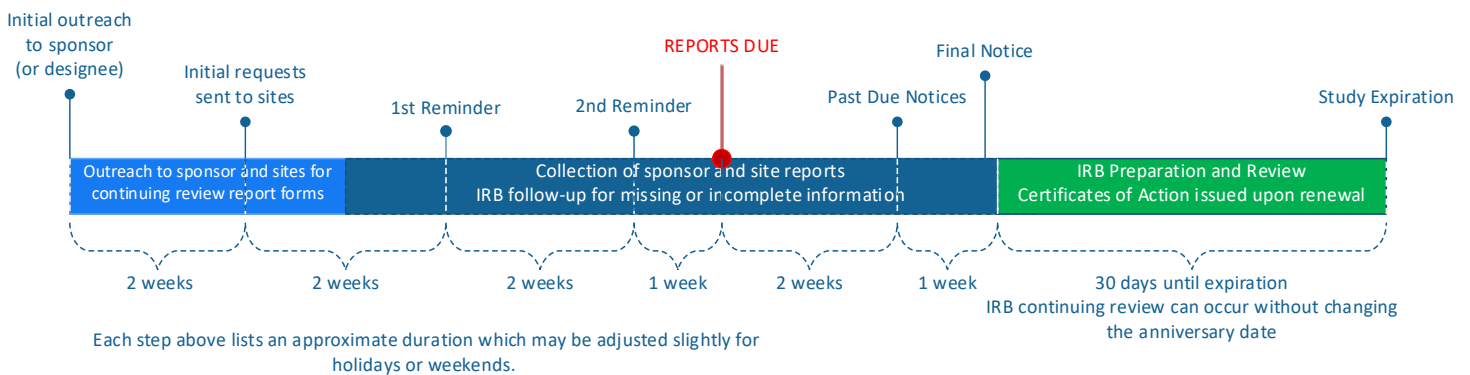 Initial outreach
to sponsor
(or designee)
Initial requests
sent to sites
1st Reminder
2nd Reminder
REPORTS DUE
Past Due Notices
Final Notice
Study Expiration
Outreach to sponsor and sites for
continuing review report forms
Collection of sponsor and site reports
IRB follow-up for missing or incomplete information
IRB Preparation and Review
Certificates of Action issued upon renewal
2 weeks
2 weeks
2 weeks
1 week
2 weeks
1 week
30 days until expiration
IRB continuing review can occur without changing
the anniversary date
Each step above lists an approximate duration which may be adjusted slightly for
holidays or weekends.